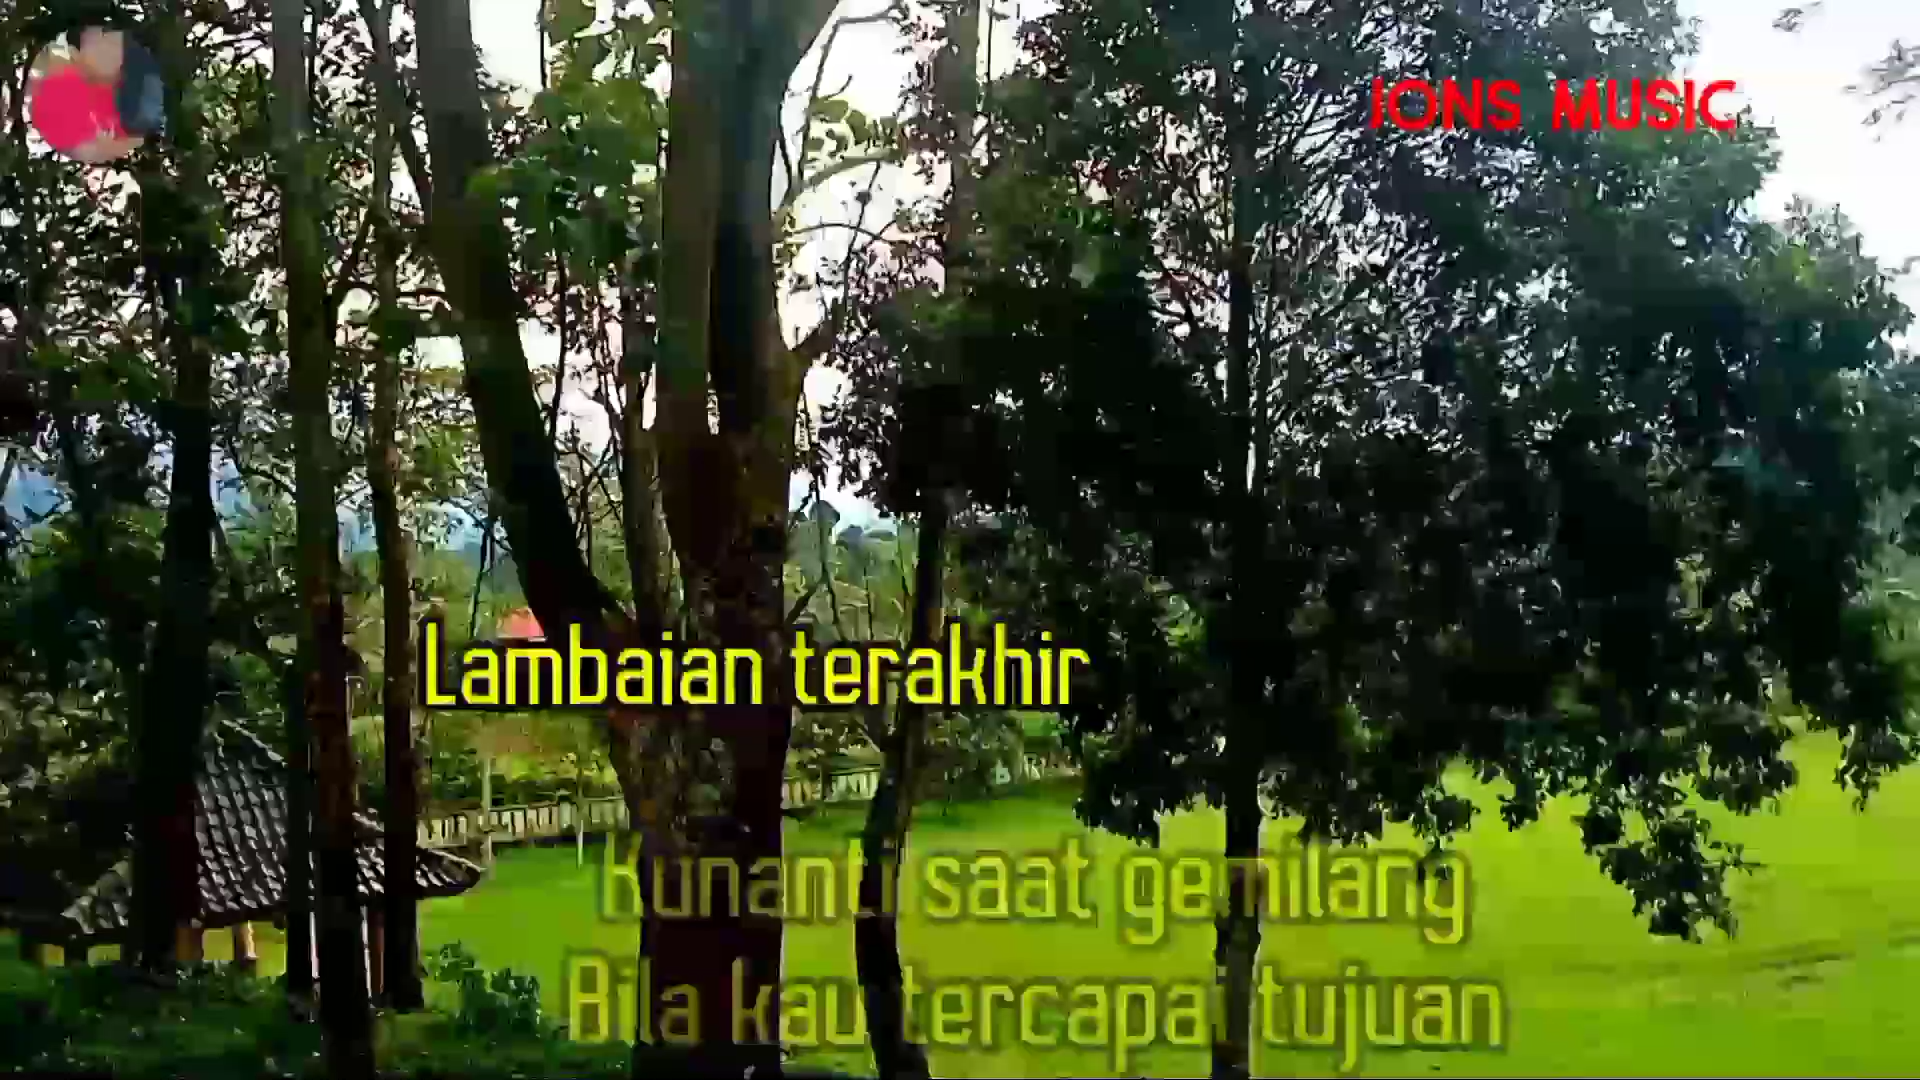 JONS MUSIC
Lambaian terakhir
Kunanti saat gemilang
Bila kau tercapai tujuan